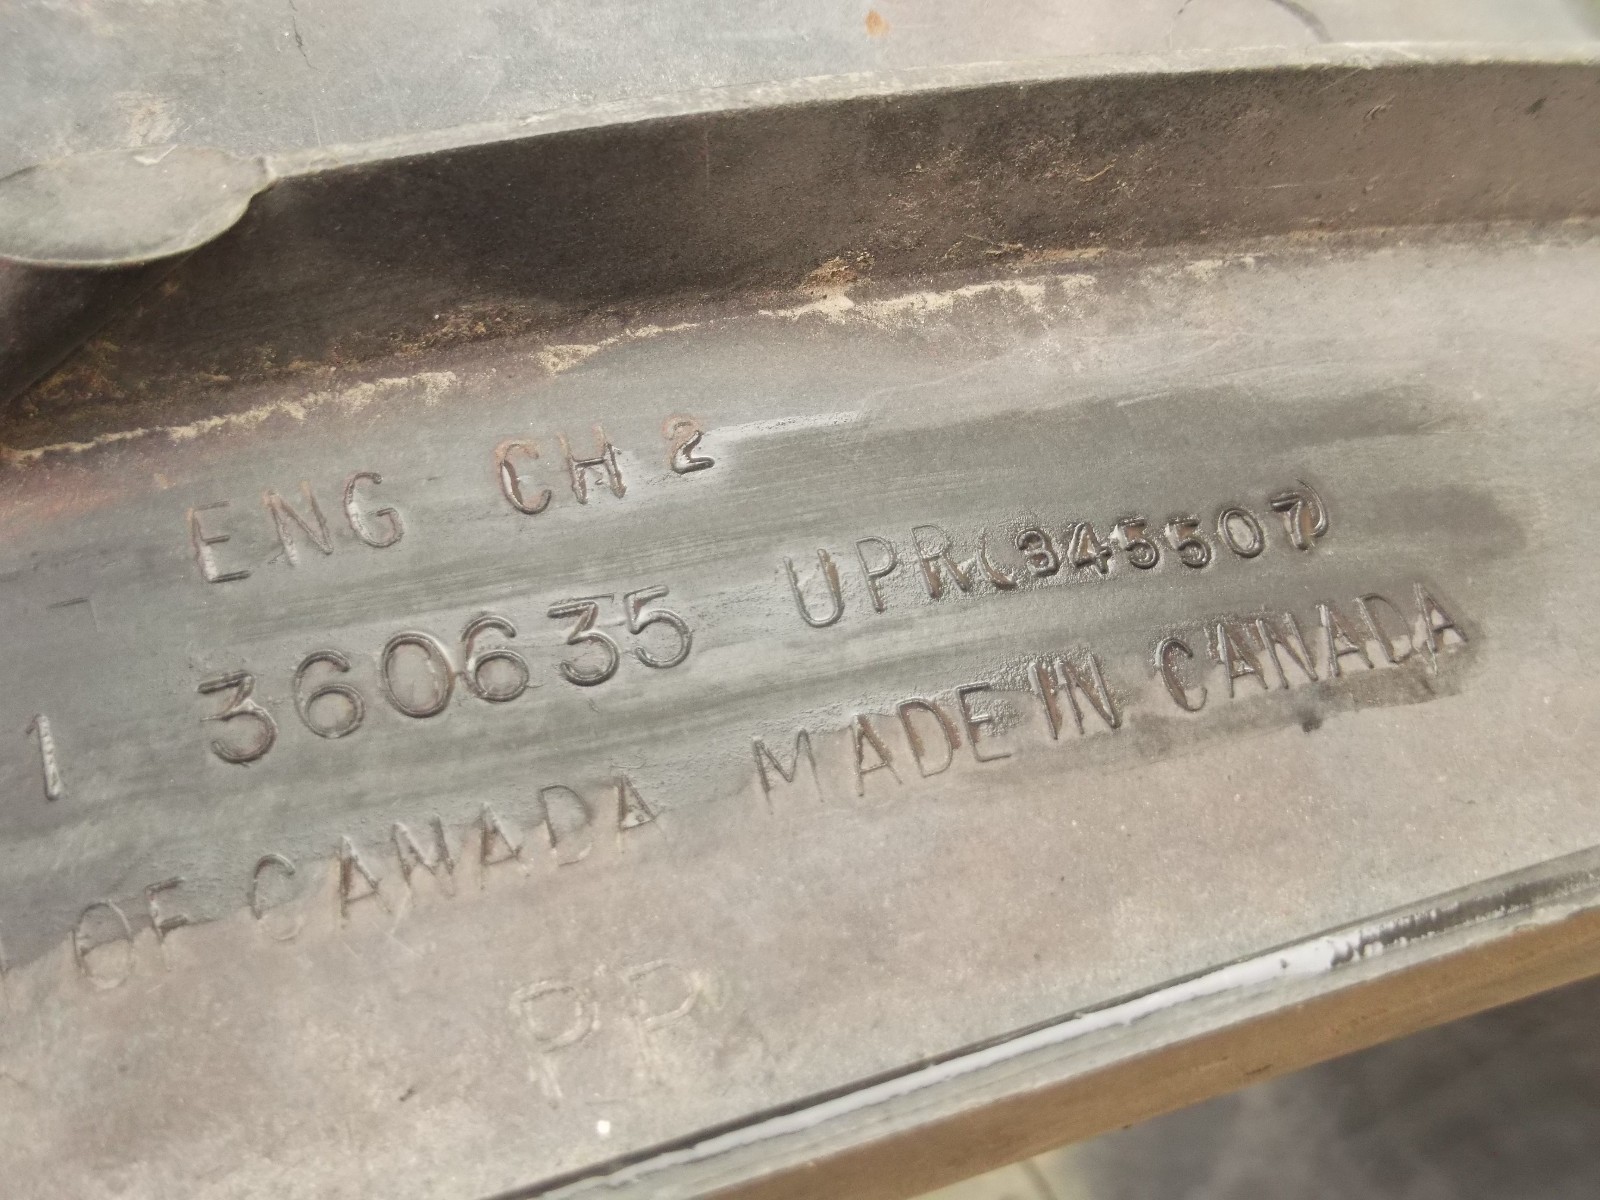 ENG CH 2
1 360635 UPR (345507)
OF CANADA MADE IN CANADA
PP